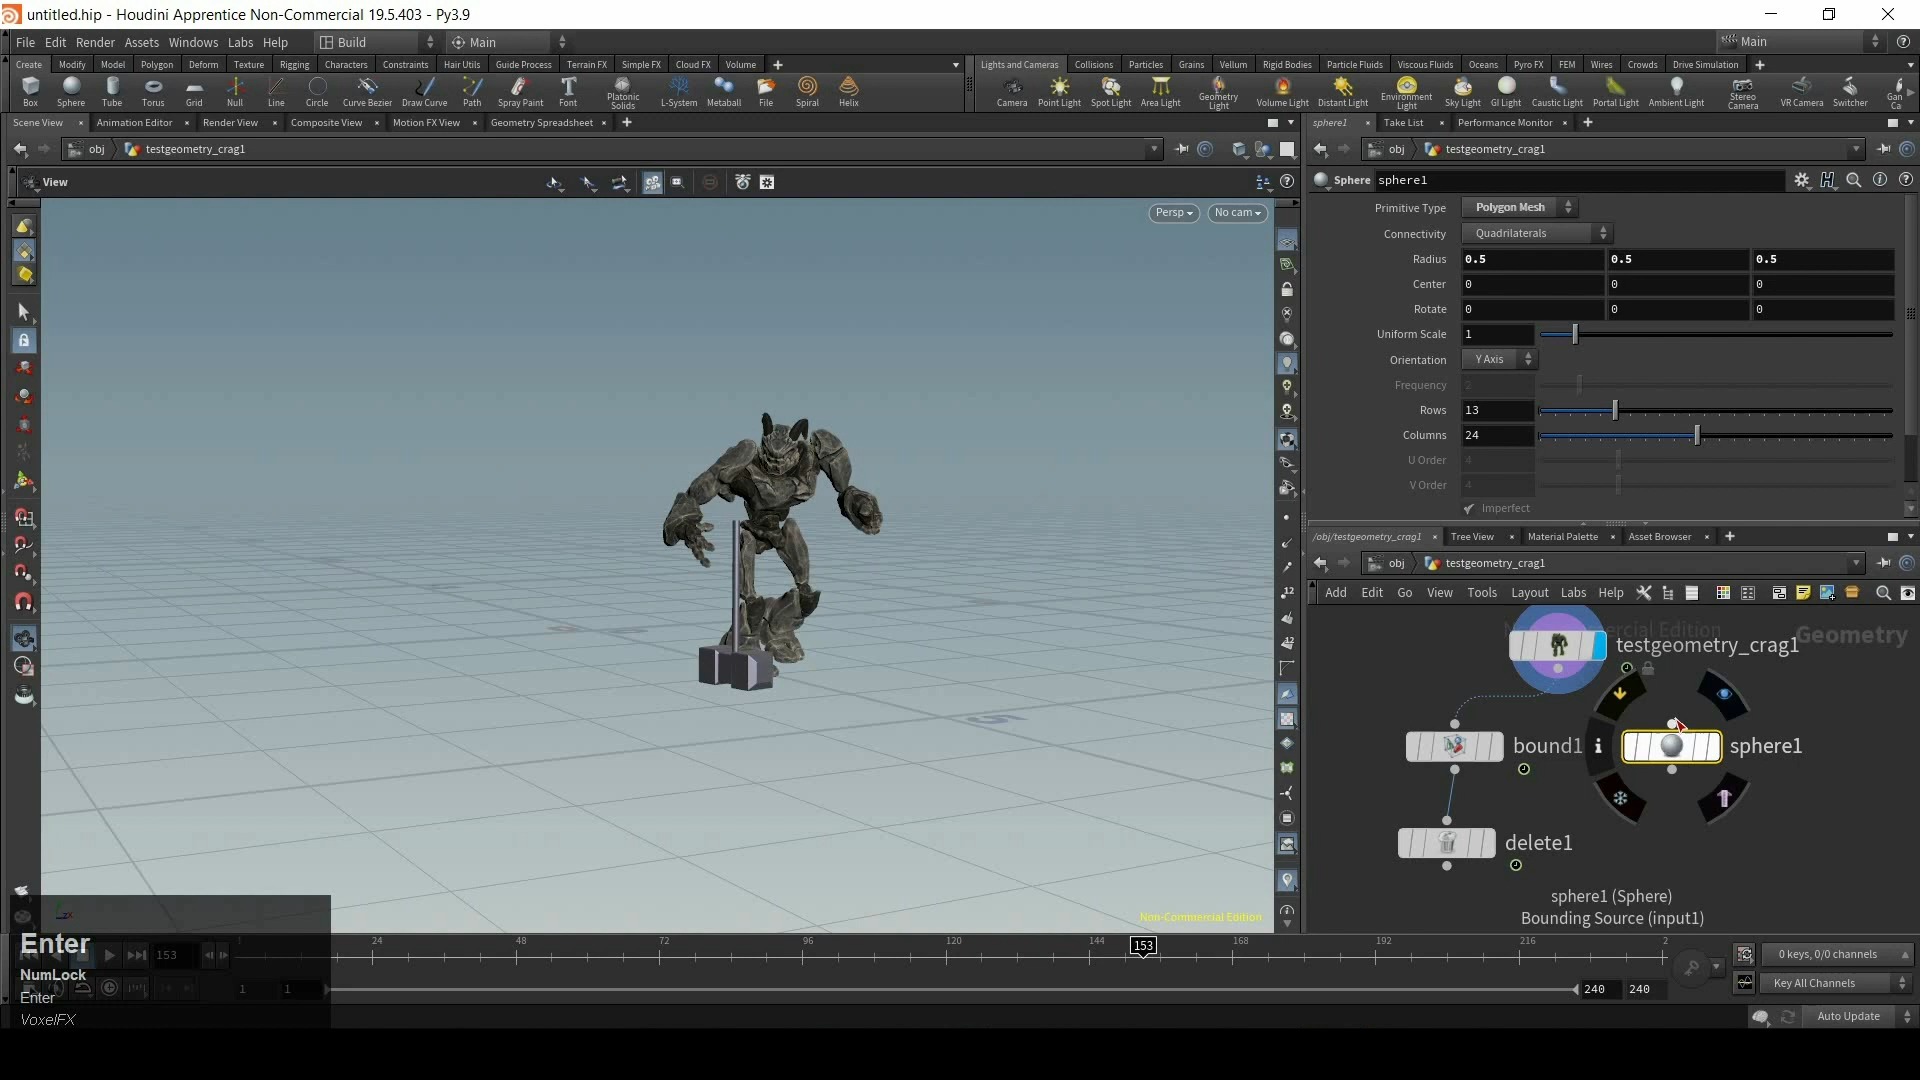 untitled.hip - Houdini Apprentice Non-Commercial 19.5.403 - Py3.9
File Edit Render Assets Windows Labs Help Build Main Main
Create Modify Model Polygon Deform Texture Rigging Characters Constraints Hair Utils Guide Process Terrain FX Simple FX Cloud FX Volume
Lights and Cameras Collisions Particles Grains Vellum Rigid Bodies Particle Fluids Viscous Fluids Oceans Pyro FX FEM Wires Crowds Drive Simulation
Box Sphere Tube Torus Grid Null Line Circle Curve Bezier Draw Curve Path Spray Paint Font Platonic Solids L-System Metaball File Spiral Helix
Camera Point Light Spot Light Area Light Geometry Light Volume Light Distant Light Environment Light Sky Light GI Light Caustic Light Portal Light Ambient Light Stereo Camera VR Camera Switcher Gan Ca
Scene View Animation Editor Render View Composite View Motion FX View Geometry Spreadsheet
sphere1 Take List Performance Monitor
obj testgeometry_crag1
obj testgeometry_crag1
View
Persp No cam
Sphere sphere1
Primitive Type Polygon Mesh
Connectivity Quadrilaterals
Radius 0.5 0.5 0.5
Center 0 0 0
Rotate 0 0 0
Uniform Scale 1
Orientation Y Axis
Frequency 2
Rows 13
Columns 24
U Order 4
V Order 4
Imperfect
/obj/testgeometry_crag1 Tree View Material Palette Asset Browser
obj testgeometry_crag1
Add Edit Go View Tools Layout Labs Help
Geometry
testgeometry_crag1
bound1
sphere1
delete1
sphere1 (Sphere)
Bounding Source (input1)
Non-Commercial Edition
5
12
12
24 48 72 96 120 144 153 168 192 216 2
153
1 1 240 240
0 keys, 0/0 channels
Key All Channels
Auto Update
Enter
NumLock
Enter
VoxelFX